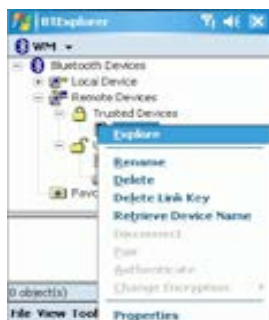 BTExplorer
WM
Bluetooth Devices
Local Device
Remote Devices
Trusted Devices
Explore
Rename
Delete
Delete Link Key
Retrieve Device Name
Disconnect
Pair
Authenticate
Change Encryption
Favo
0 object(s)
File View Tool
Properties